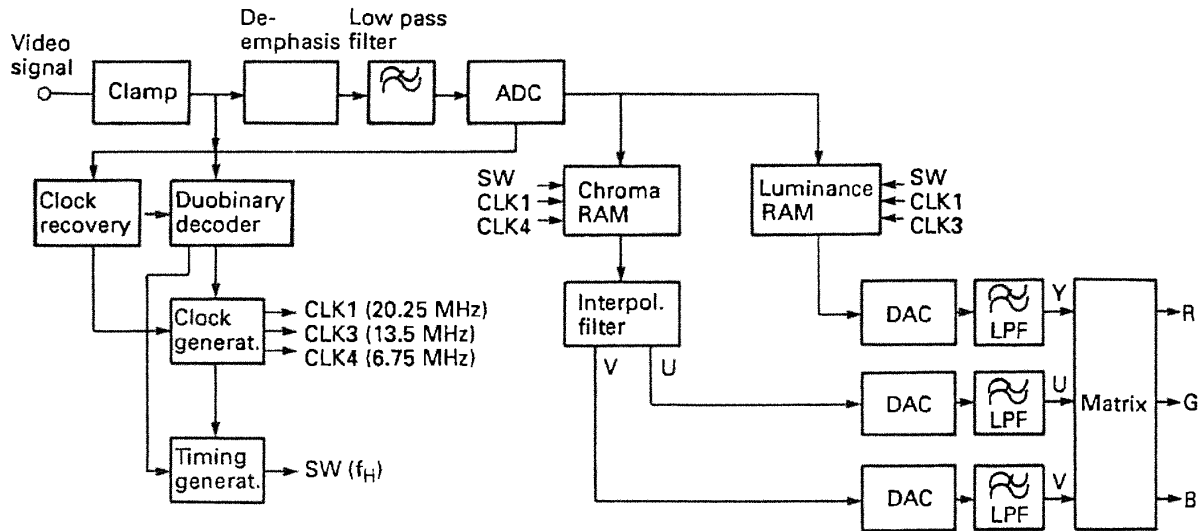 Video
signal
Clamp
De-
emphasis
Low pass
filter
ADC
Clock
recovery
Duobinary
decoder
SW
CLK1
CLK4
Chroma
RAM
Luminance
RAM
SW
CLK1
CLK3
Clock
generat.
CLK1 (20.25 MHz)
CLK3 (13.5 MHz)
CLK4 (6.75 MHz)
Interpol.
filter
V
U
Timing
generat.
SW (fH)
DAC
LPF
Y
DAC
LPF
U
DAC
LPF
V
Matrix
R
G
B